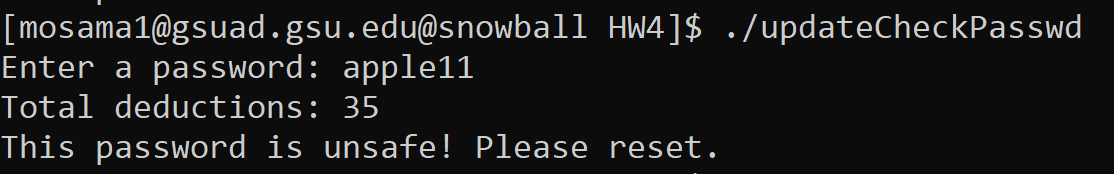 [mosama1@gsuad.gsu.edu@snowball HW4]$ ./updateCheckPasswd
Enter a password: apple11
Total deductions: 35
This password is unsafe! Please reset.